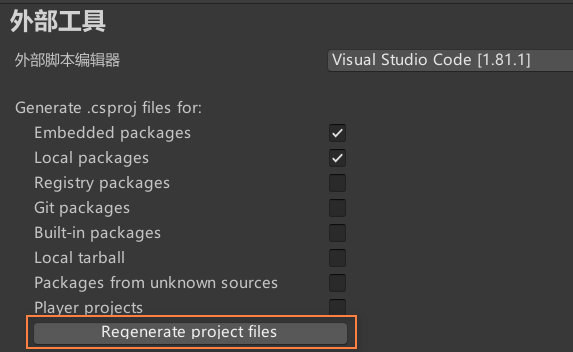 外部工具
外部脚本编辑器 Visual Studio Code [1.81.1]
Generate .csproj files for:
Embedded packages
Local packages
Registry packages
Git packages
Built-in packages
Local tarball
Packages from unknown sources
Player projects
Regenerate project files